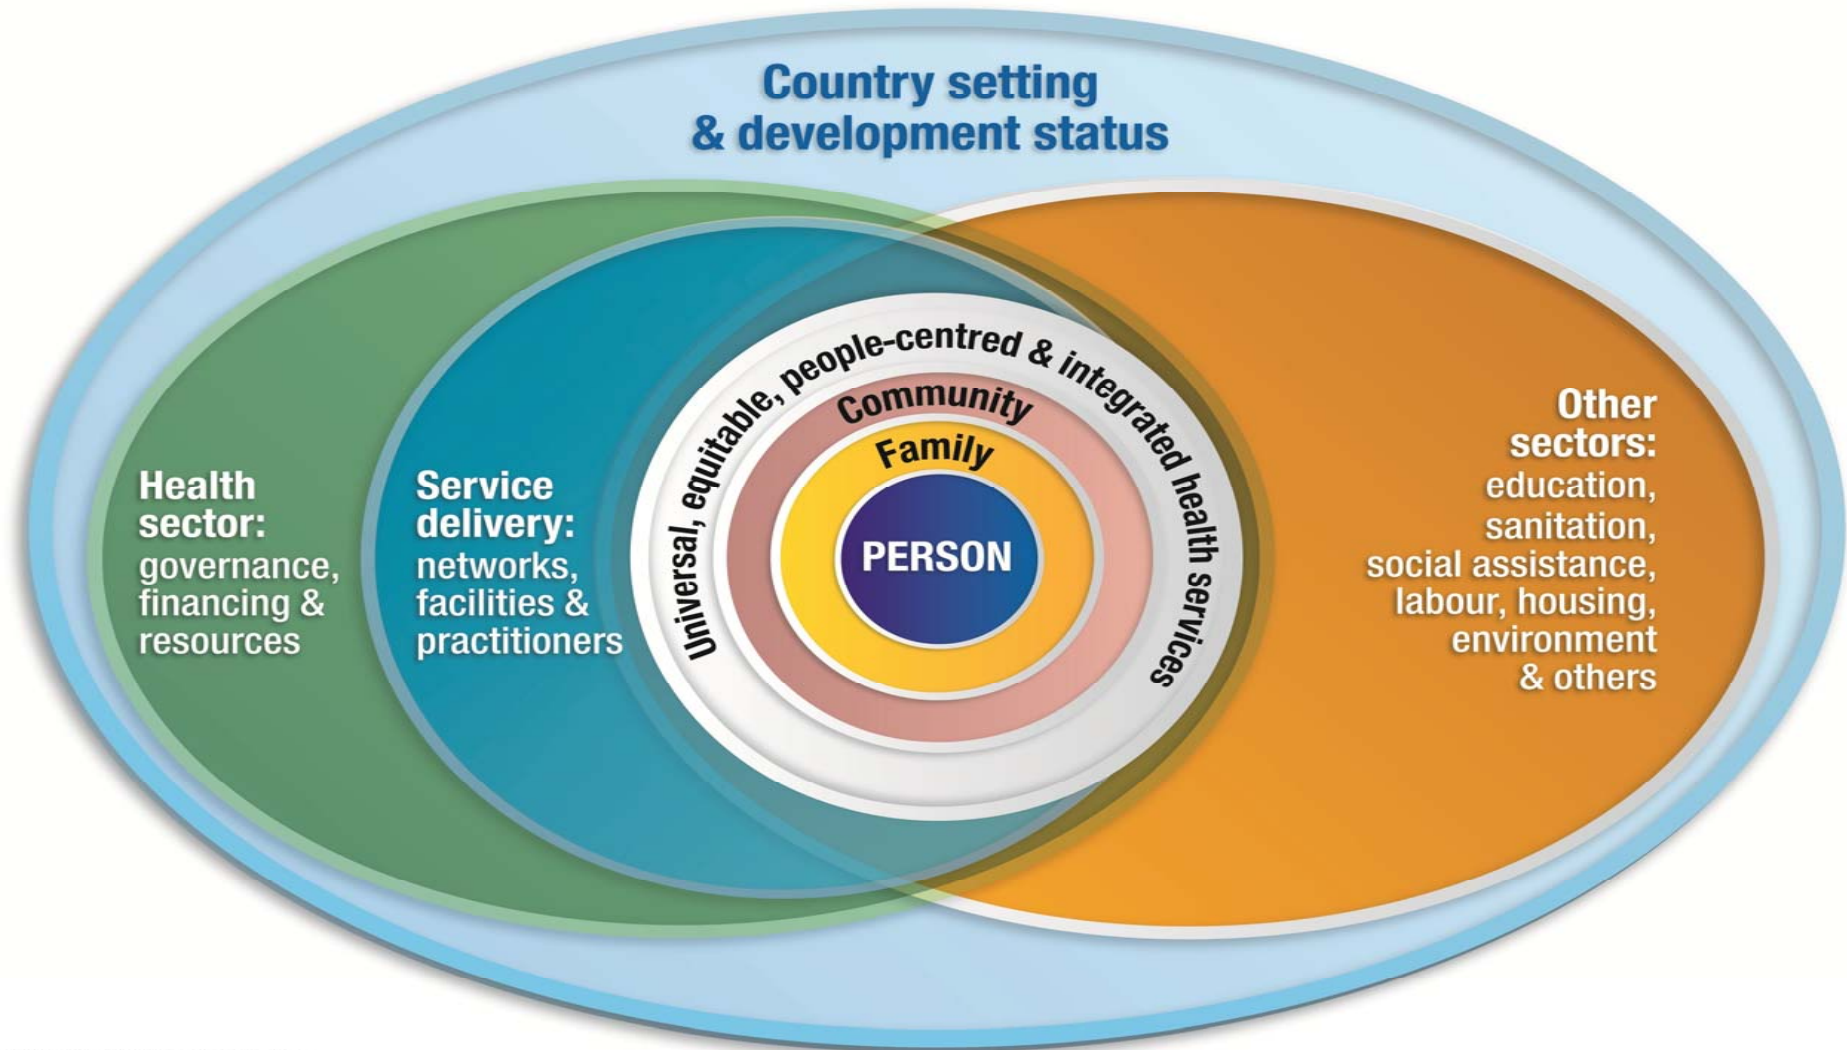 Country setting
& development status
Universal, equitable, people-centred & integrated health services
Community
Family
PERSON
Health
sector:
governance,
financing &
resources
Service
delivery:
networks,
facilities &
practitioners
Other
sectors:
education,
sanitation,
social assistance,
labour, housing,
environment
& others